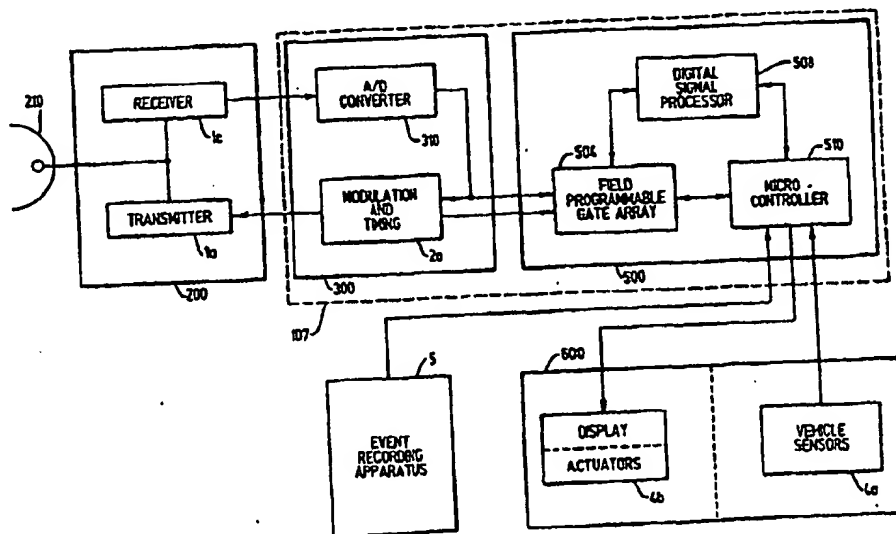 210
RECEIVER
1c
TRANSMITTER
1a
200
A/D
CONVERTER
310
MODULATION
AND
TIMING
2a
300
DIGITAL
SIGNAL
PROCESSOR
508
506
FIELD
PROGRAMMABLE
GATE ARRAY
510
MICRO -
CONTROLLER
500
107
5
EVENT
RECORDING
APPARATUS
600
DISPLAY
ACTUATORS
4b
VEHICLE
SENSORS
4a